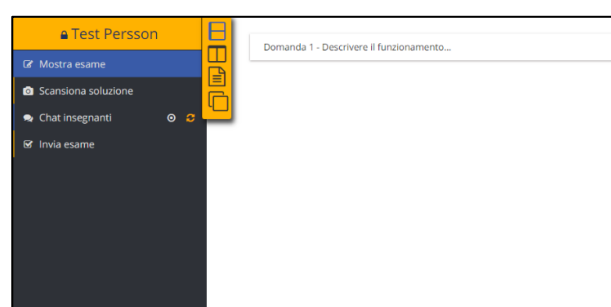 Test Persson
Mostra esame
Scansiona soluzione
Chat insegnanti
Invia esame
Domanda 1 - Descrivere il funzionamento...